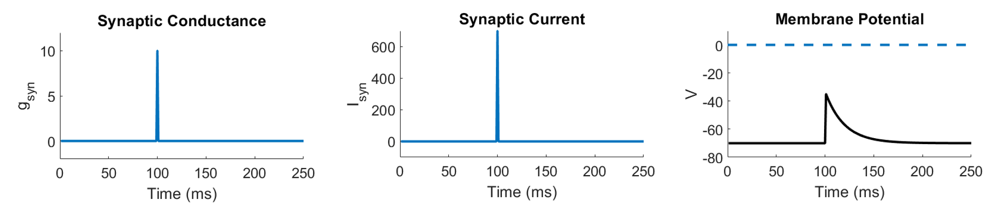 Synaptic Conductance
10
5
0
g_syn
0 50 100 150 200 250
Time (ms)
Synaptic Current
600
400
200
0
I_syn
0 50 100 150 200 250
Time (ms)
Membrane Potential
0
-20
-40
-60
-80
V
0 50 100 150 200 250
Time (ms)